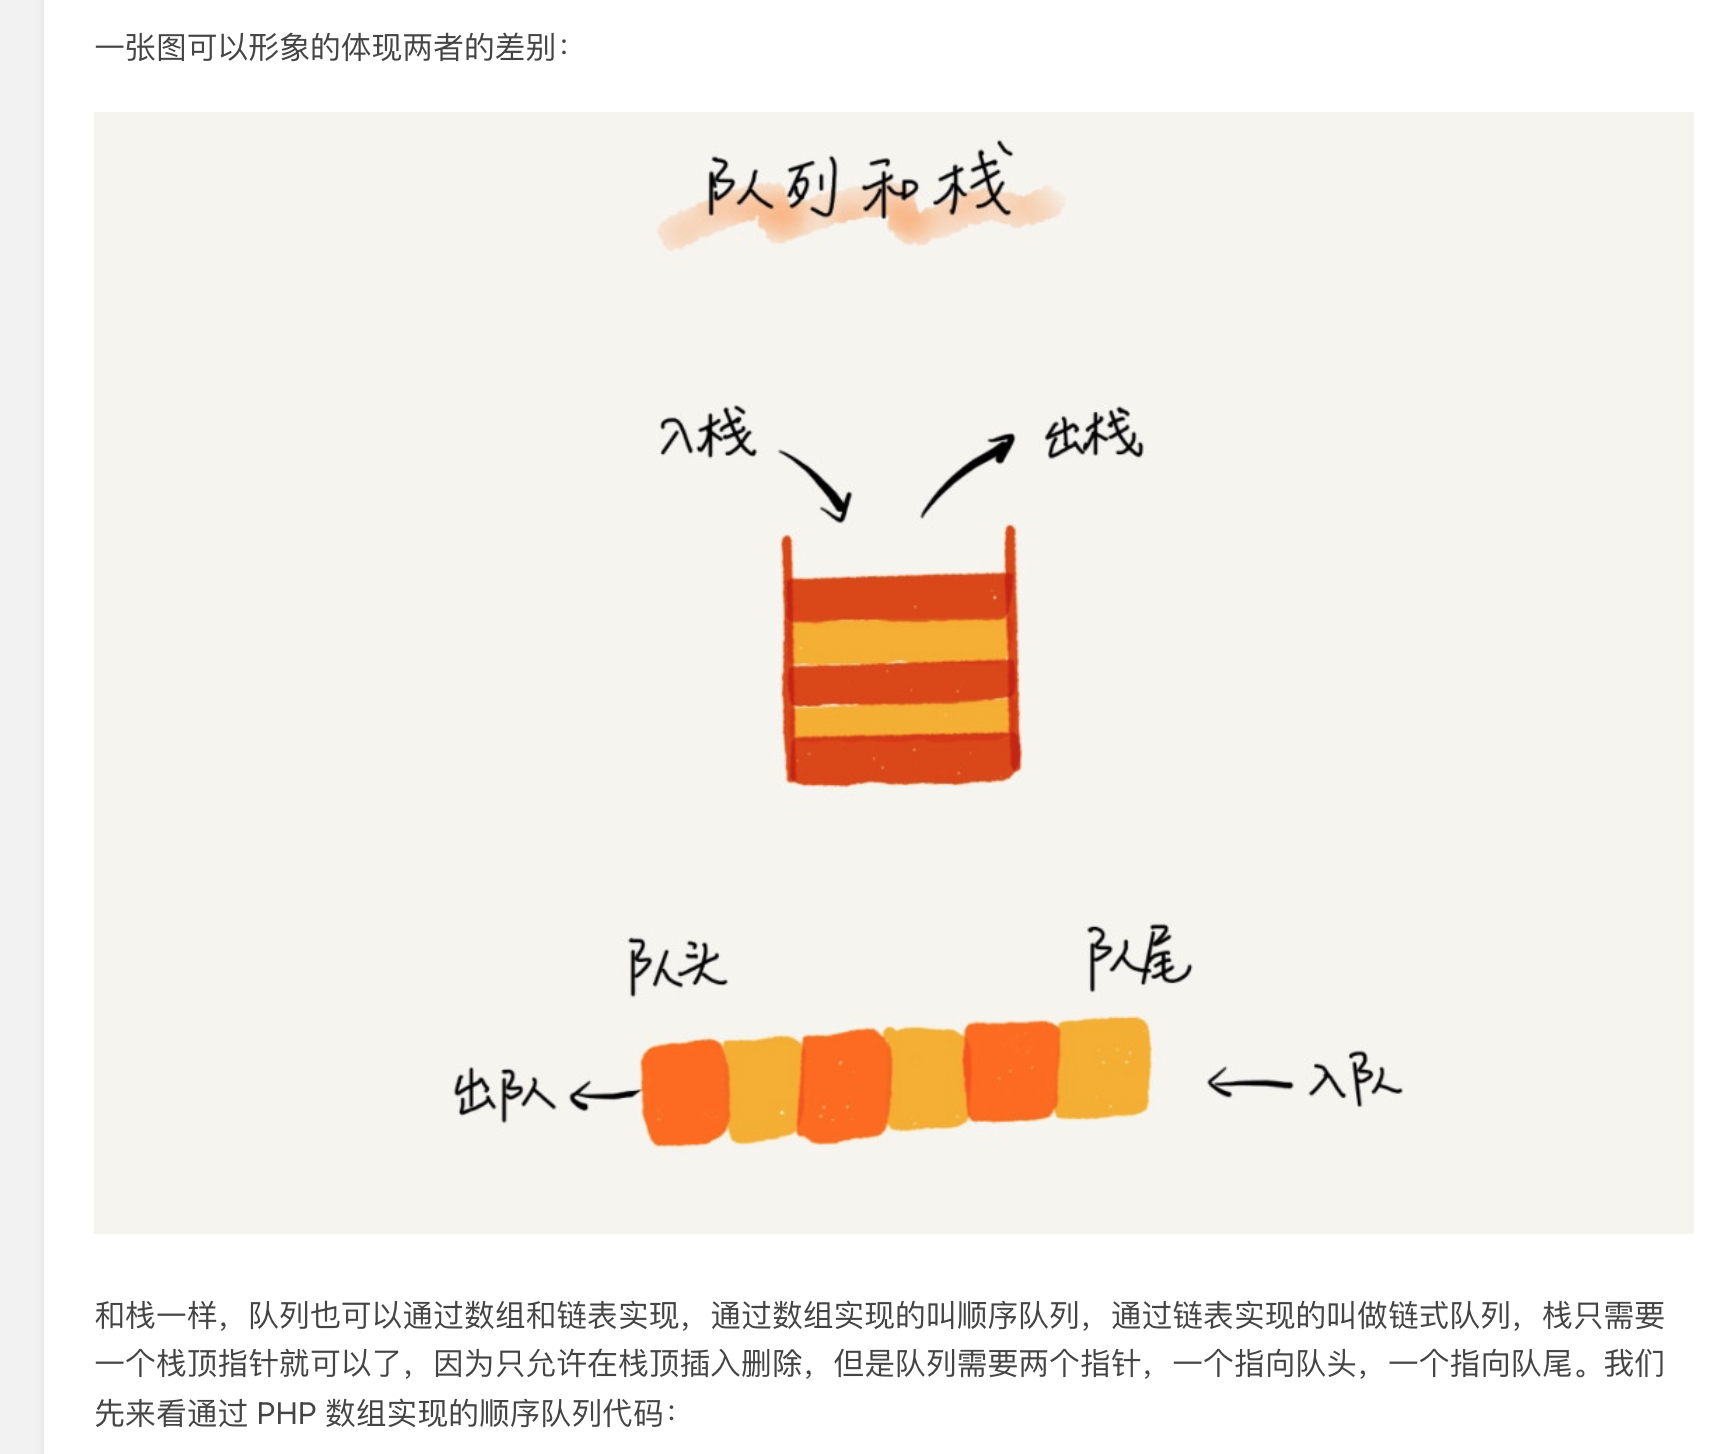 一张图可以形象的体现两者的差别：
队列和栈
入栈
出栈
队头
队尾
出队
入队
和栈一样，队列也可以通过数组和链表实现，通过数组实现的叫顺序队列，通过链表实现的叫做链式队列，栈只需要
一个栈顶指针就可以了，因为只允许在栈顶插入删除，但是队列需要两个指针，一个指向队头，一个指向队尾。我们
先来看通过 PHP 数组实现的顺序队列代码：